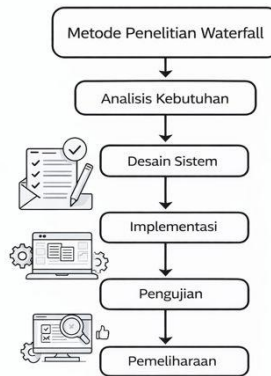 Metode Penelitian Waterfall
Analisis Kebutuhan
Desain Sistem
Implementasi
Pengujian
Pemeliharaan